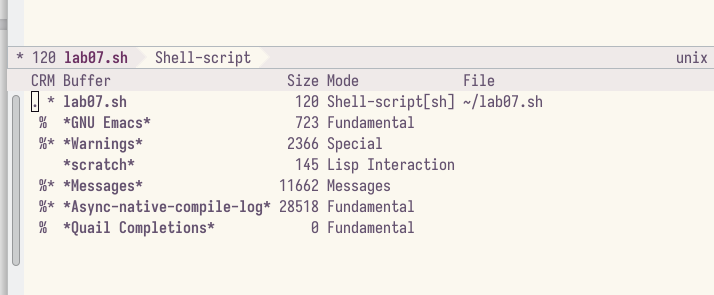 * 120 lab07.sh Shell-script unix
CRM Buffer Size Mode File
. * lab07.sh 120 Shell-script[sh] ~/lab07.sh
% *GNU Emacs* 723 Fundamental
%* *Warnings* 2366 Special
*scratch* 145 Lisp Interaction
%* *Messages* 11662 Messages
%* *Async-native-compile-log* 28518 Fundamental
% *Quail Completions* 0 Fundamental